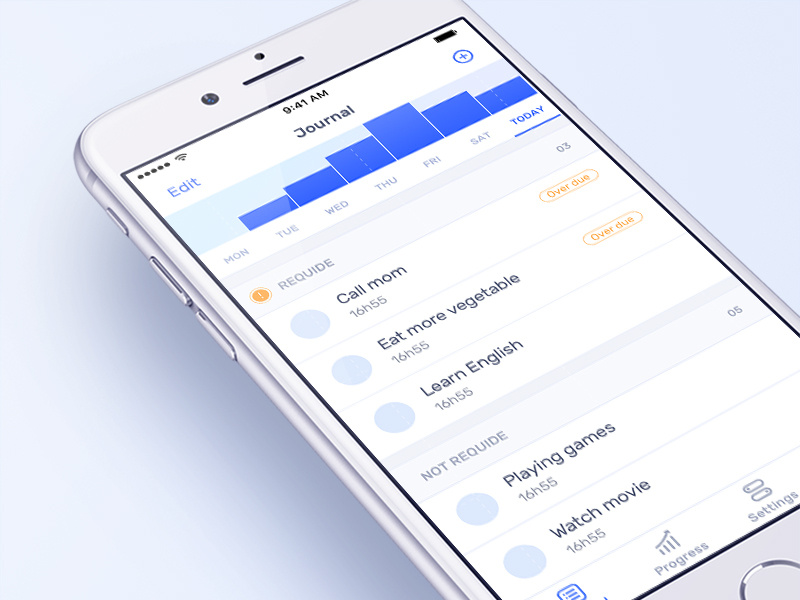 9:41 AM
Edit
Journal
MON
TUE
WED
THU
FRI
SAT
TODAY
REQUIDE
03
Call mom
16h55
Over due
Eat more vegetable
16h55
Over due
Learn English
16h55
NOT REQUIDE
05
Playing games
16h55
Watch movie
16h55
Progress
Settings